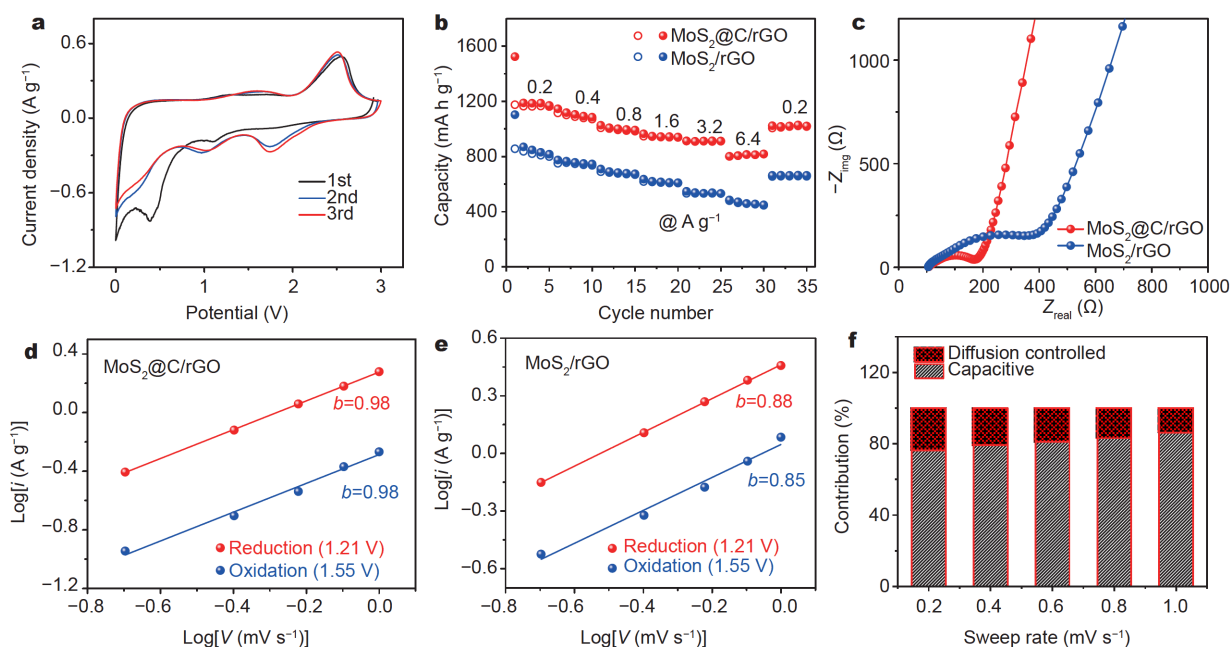 a
0.6
0.0
−0.6
−1.2
Current density (A g⁻¹)
1st
2nd
3rd
0
1
2
3
Potential (V)
b
1600
1200
800
400
0
Capacity (mA h g⁻¹)
MoS₂@C/rGO
MoS₂/rGO
0.2
0.4
0.8
1.6
3.2
6.4
0.2
@ A g⁻¹
0 5 10 15 20 25 30 35
Cycle number
c
1000
500
0
−Z_img (Ω)
MoS₂@C/rGO
MoS₂/rGO
0 200 400 600 800 1000
Z_real (Ω)
d
MoS₂@C/rGO
0.4
0.0
−0.4
−0.8
−1.2
Log[i (A g⁻¹)]
b=0.98
b=0.98
Reduction (1.21 V)
Oxidation (1.55 V)
−0.8 −0.6 −0.4 −0.2 0.0
Log[V (mV s⁻¹)]
e
MoS₂/rGO
0.6
0.4
0.0
−0.6
Log[i (A g⁻¹)]
b=0.88
b=0.85
Reduction (1.21 V)
Oxidation (1.55 V)
−0.8 −0.6 −0.4 −0.2 0.0
Log[V (mV s⁻¹)]
f
Diffusion controlled
Capacitive
120
80
40
0
Contribution (%)
0.2 0.4 0.6 0.8 1.0
Sweep rate (mV s⁻¹)